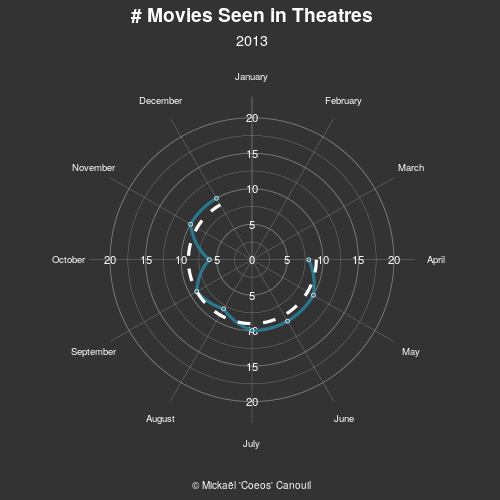 # Movies Seen in Theatres
2013
January
December February
20
November 15 March
10
5
October 20 15 10 5 0 5 10 15 20 April
5
10
September 15 May
20
August June
July
© Mickaël 'Coeos' Canouil